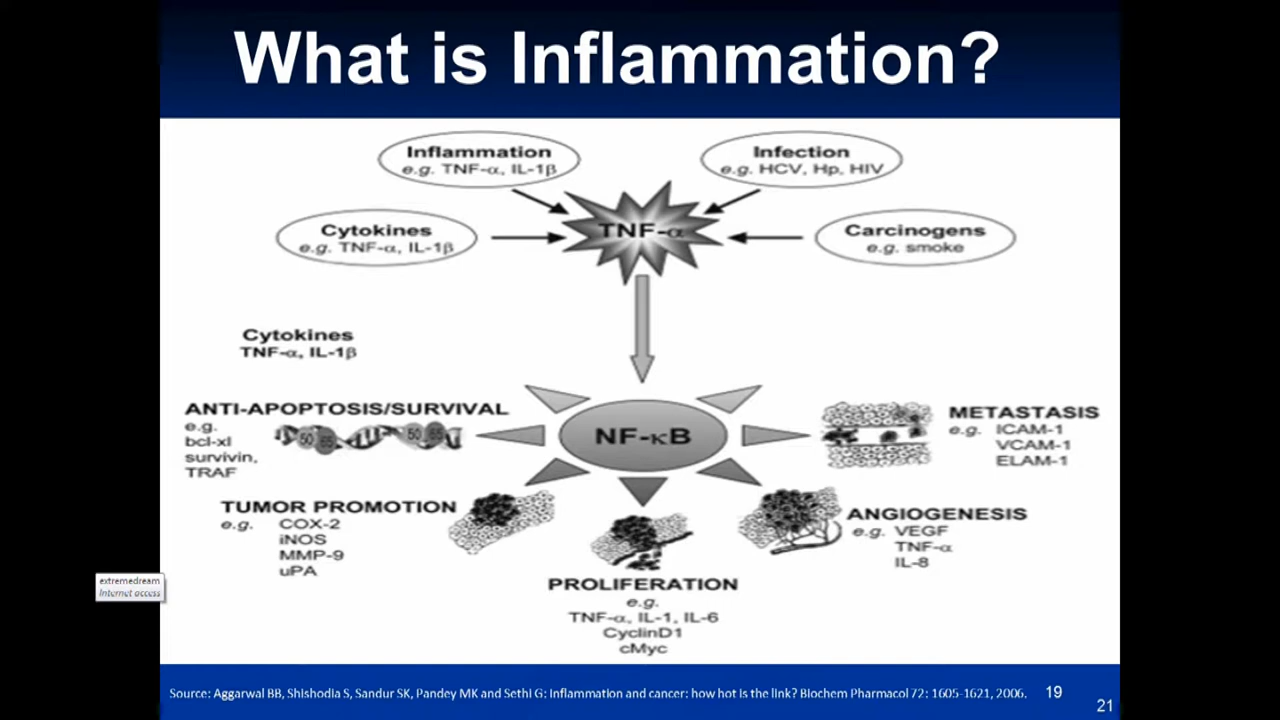 What is Inflammation?
Inflammation
e.g. TNF-α, IL-1β
Infection
e.g. HCV, Hp, HIV
Cytokines
e.g. TNF-α, IL-1β
TNF-α
Carcinogens
e.g. smoke
Cytokines
TNF-α, IL-1β
ANTI-APOPTOSIS/SURVIVAL
e.g.
bcl-xl
survivin,
TRAF
50 65 50 65
NF-κB
METASTASIS
e.g. ICAM-1
VCAM-1
ELAM-1
TUMOR PROMOTION
e.g. COX-2
iNOS
MMP-9
uPA
PROLIFERATION
e.g.
TNF-α, IL-1, IL-6
CyclinD1
cMyc
ANGIOGENESIS
e.g. VEGF
TNF-α
IL-8
extremedream
Internet access
Source: Aggarwal BB, Shishodia S, Sandur SK, Pandey MK and Sethi G: Inflammation and cancer: how hot is the link? Biochem Pharmacol 72: 1605-1621, 2006. 19
21